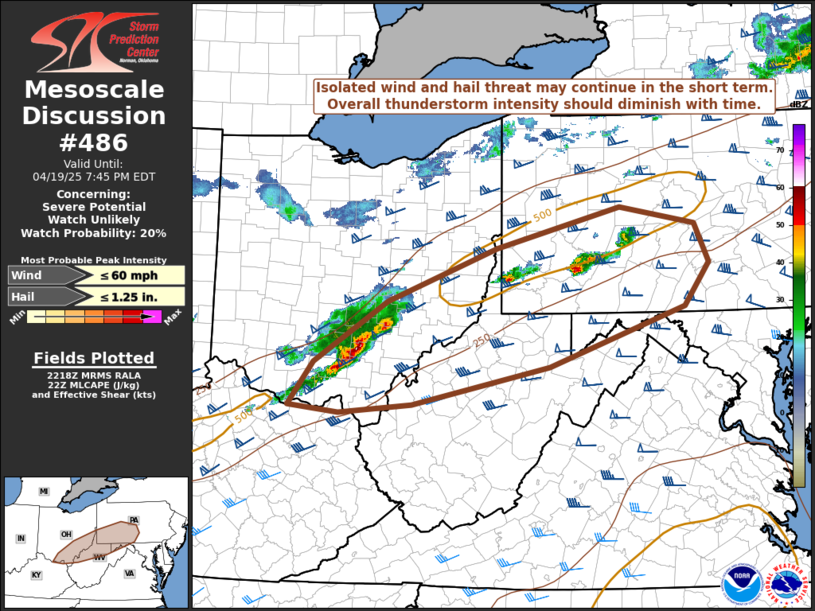 Storm
Prediction
Center
Norman, Oklahoma
Mesoscale
Discussion
#486
Valid Until:
04/19/25 7:45 PM EDT
Concerning:
Severe Potential
Watch Unlikely
Watch Probability: 20%
Most Probable Peak Intensity
Wind ≤ 60 mph
Hail ≤ 1.25 in.
Min Max
Fields Plotted
2218Z MRMS RALA
22Z MLCAPE (J/kg)
and Effective Shear (kts)
MI
PA
OH
IN
WV
KY
VA
Isolated wind and hail threat may continue in the short term.
Overall thunderstorm intensity should diminish with time.
dBZ
70
60
50
40
30
500
250
500
NOAA
NATIONAL WEATHER SERVICE